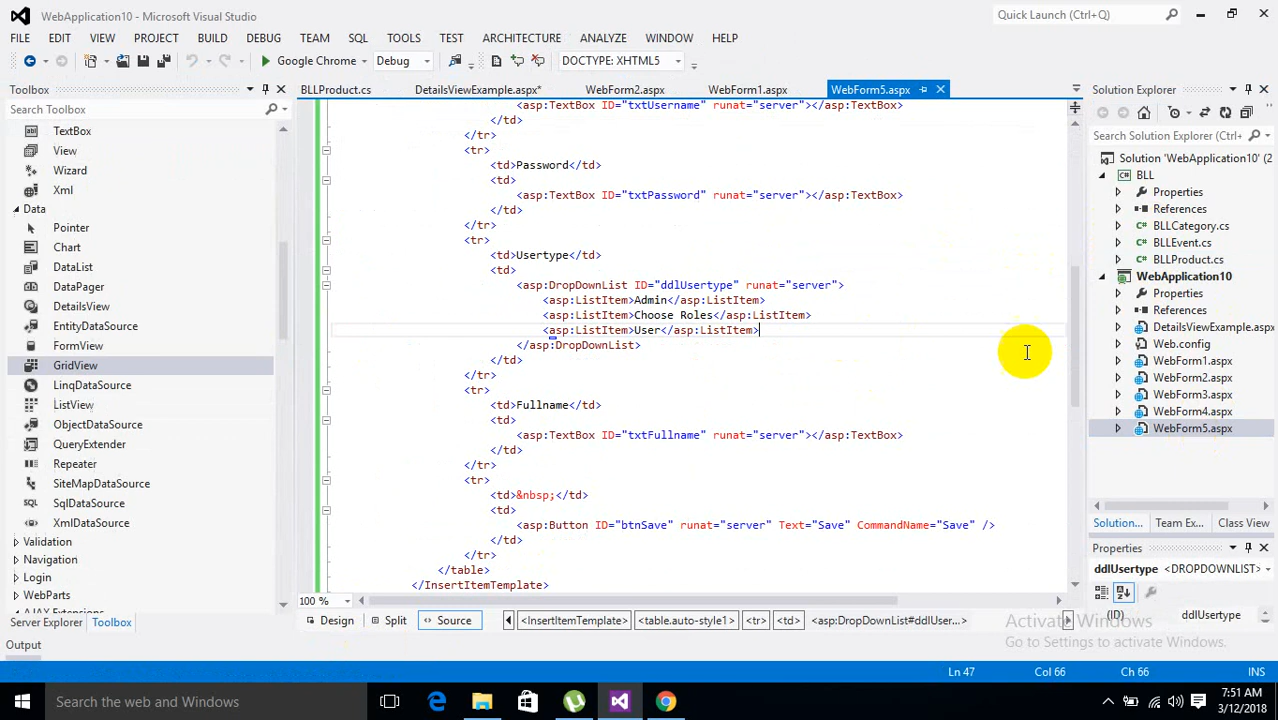 WebApplication10 - Microsoft Visual Studio
Quick Launch (Ctrl+Q)
FILE EDIT VIEW PROJECT BUILD DEBUG TEAM SQL TOOLS TEST ARCHITECTURE ANALYZE WINDOW HELP
Google Chrome Debug DOCTYPE: XHTML5
Toolbox
Search Toolbox
TextBox
View
Wizard
Xml
Data
Pointer
Chart
DataList
DataPager
DetailsView
EntityDataSource
FormView
GridView
LinqDataSource
ListView
ObjectDataSource
QueryExtender
Repeater
SiteMapDataSource
SqlDataSource
XmlDataSource
Validation
Navigation
Login
WebParts
AJAX Extensions
Server Explorer Toolbox
BLLProduct.cs DetailsViewExample.aspx* WebForm2.aspx WebForm1.aspx WebForm5.aspx
<asp:TextBox ID="txtUsername" runat="server"></asp:TextBox>
</td>
</tr>
<tr>
<td>Password</td>
<td>
<asp:TextBox ID="txtPassword" runat="server"></asp:TextBox>
</td>
</tr>
<tr>
<td>Usertype</td>
<td>
<asp:DropDownList ID="ddlUsertype" runat="server">
<asp:ListItem>Admin</asp:ListItem>
<asp:ListItem>Choose Roles</asp:ListItem>
<asp:ListItem>User</asp:ListItem>
</asp:DropDownList>
</td>
</tr>
<tr>
<td>Fullname</td>
<td>
<asp:TextBox ID="txtFullname" runat="server"></asp:TextBox>
</td>
</tr>
<tr>
<td>&nbsp;</td>
<td>
<asp:Button ID="btnSave" runat="server" Text="Save" CommandName="Save" />
</td>
</tr>
</table>
</InsertItemTemplate>
100 %
Design Split Source <InsertItemTemplate> <table.auto-style1> <tr> <td> <asp:DropDownList#ddlUser...>
Solution Explorer
Search Solution Explorer (Ctrl+
Solution 'WebApplication10' (2
BLL
Properties
References
BLLCategory.cs
BLLEvent.cs
BLLProduct.cs
WebApplication10
Properties
References
DetailsViewExample.aspx
Web.config
WebForm1.aspx
WebForm2.aspx
WebForm3.aspx
WebForm4.aspx
WebForm5.aspx
Solution... Team Ex... Class View
Properties
ddlUsertype <DROPDOWNLIST>
(ID) ddlUsertype
Activate Windows
Go to Settings to activate Windows.
Output
Ln 47 Col 66 Ch 66 INS
Search the web and Windows
7:51 AM
3/12/2018